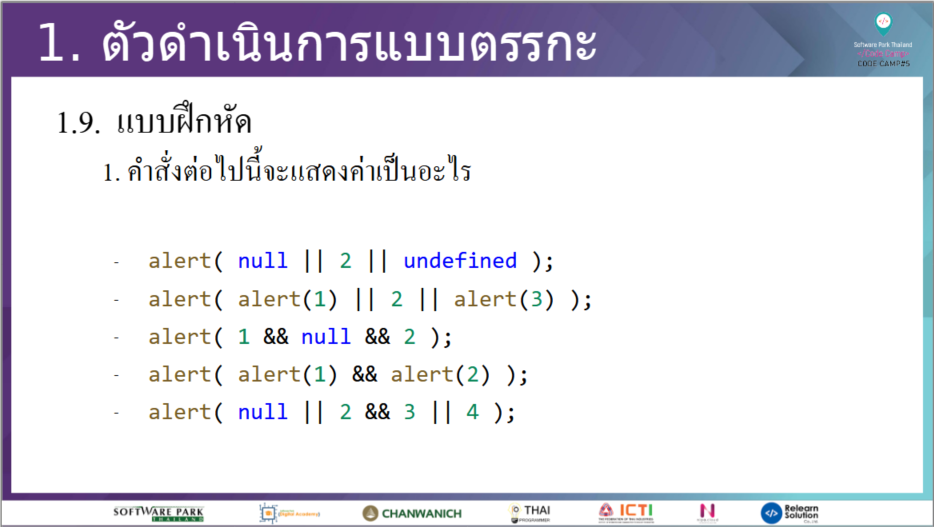 1. ตัวดำเนินการแบบตรรกะ
Software Park Thailand
CODE CAMP#5
1.9. แบบฝึกหัด
1. คำสั่งต่อไปนี้จะแสดงค่าเป็นอะไร
- alert( null || 2 || undefined );
- alert( alert(1) || 2 || alert(3) );
- alert( 1 && null && 2 );
- alert( alert(1) && alert(2) );
- alert( null || 2 && 3 || 4 );
SOFTWARE PARK
THAILAND
CHANWANICH
THAI
PROGRAMMER
ICTI
N
Relearn
Solution